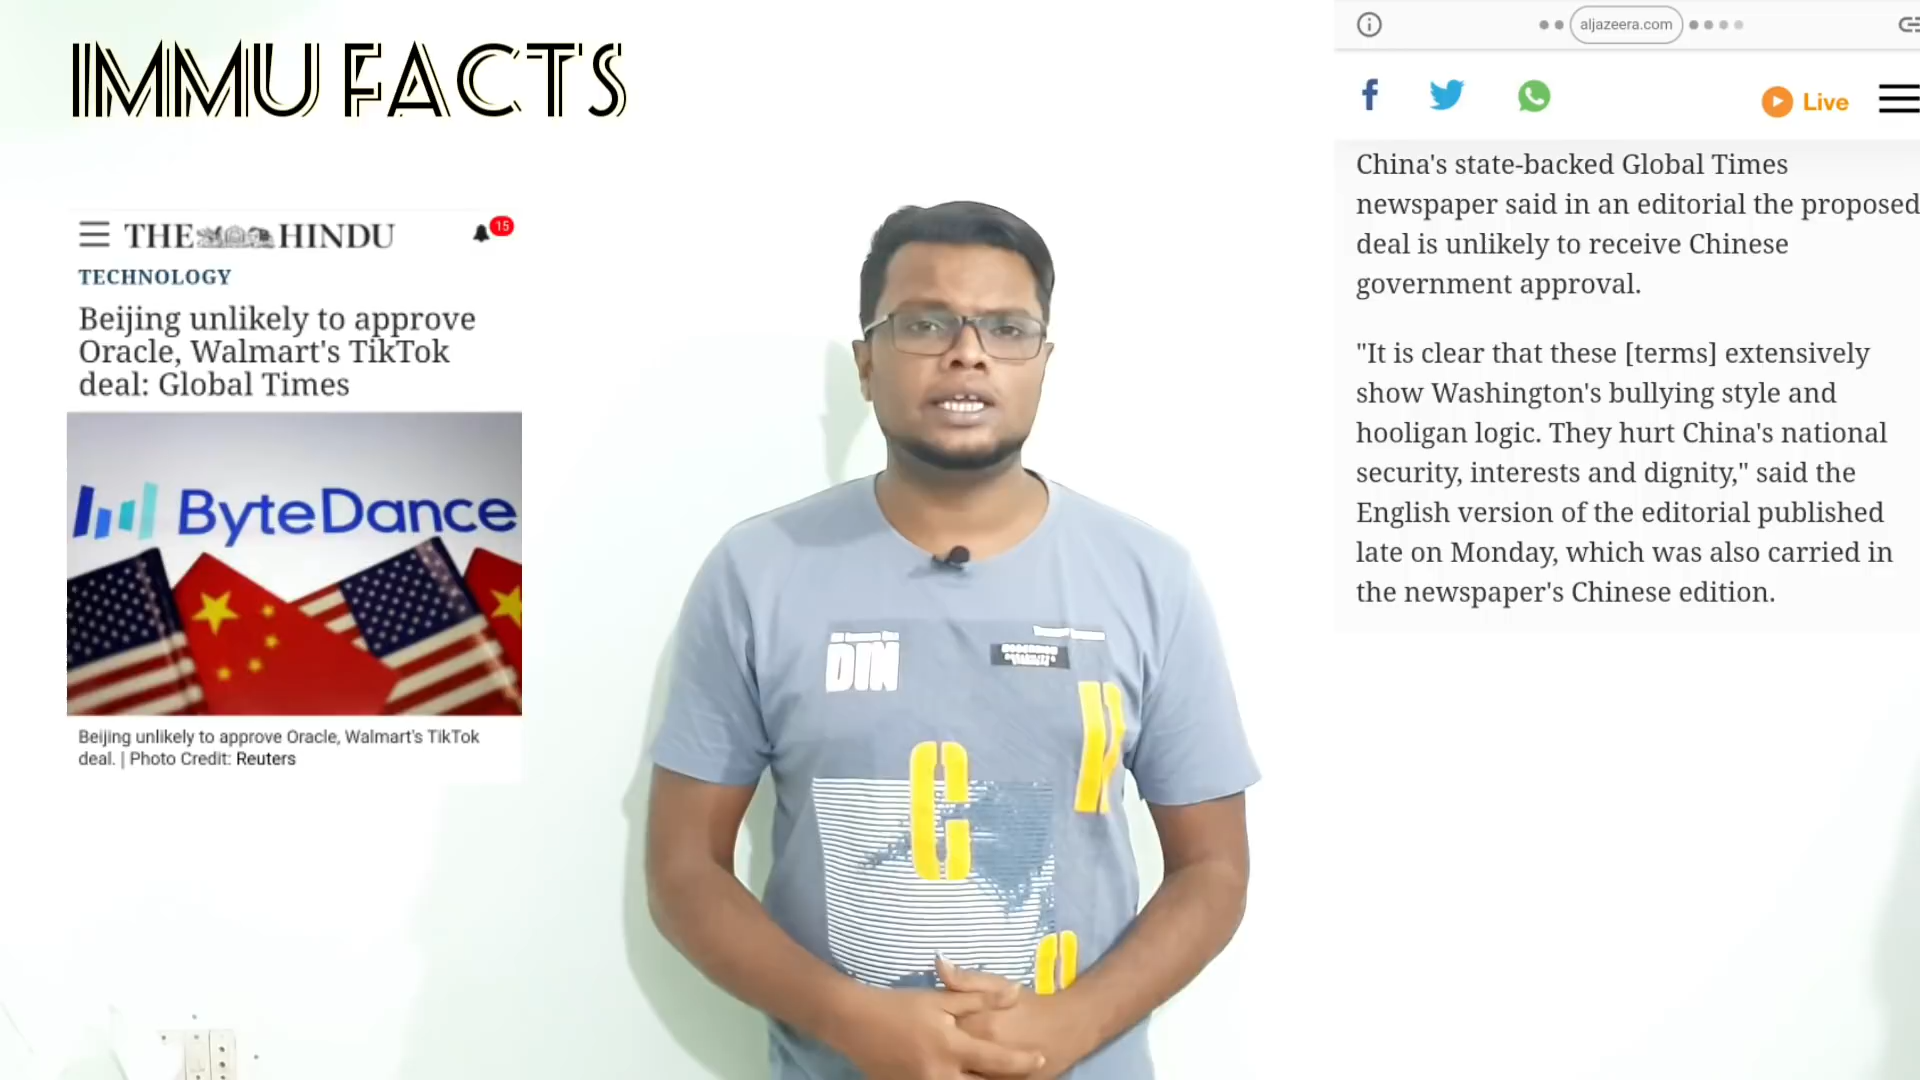 IMMU FACTS
THE HINDU
15
TECHNOLOGY
Beijing unlikely to approve
Oracle, Walmart's TikTok
deal: Global Times
ByteDance
Beijing unlikely to approve Oracle, Walmart's TikTok
deal. | Photo Credit: Reuters
DIN
C
aljazeera.com
f
Live
China's state-backed Global Times
newspaper said in an editorial the proposed
deal is unlikely to receive Chinese
government approval.
"It is clear that these [terms] extensively
show Washington's bullying style and
hooligan logic. They hurt China's national
security, interests and dignity," said the
English version of the editorial published
late on Monday, which was also carried in
the newspaper's Chinese edition.